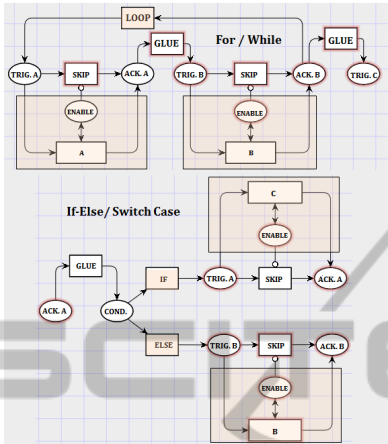 LOOP
GLUE
For / While
GLUE
TRIG. A
SKIP
ACK. A
TRIG. B
SKIP
ACK. B
TRIG. C
ENABLE
ENABLE
A
B
If-Else/ Switch Case
C
ENABLE
GLUE
IF
TRIG. A
SKIP
ACK. A
ACK. A
COND.
ELSE
TRIG. B
SKIP
ACK. B
ENABLE
B